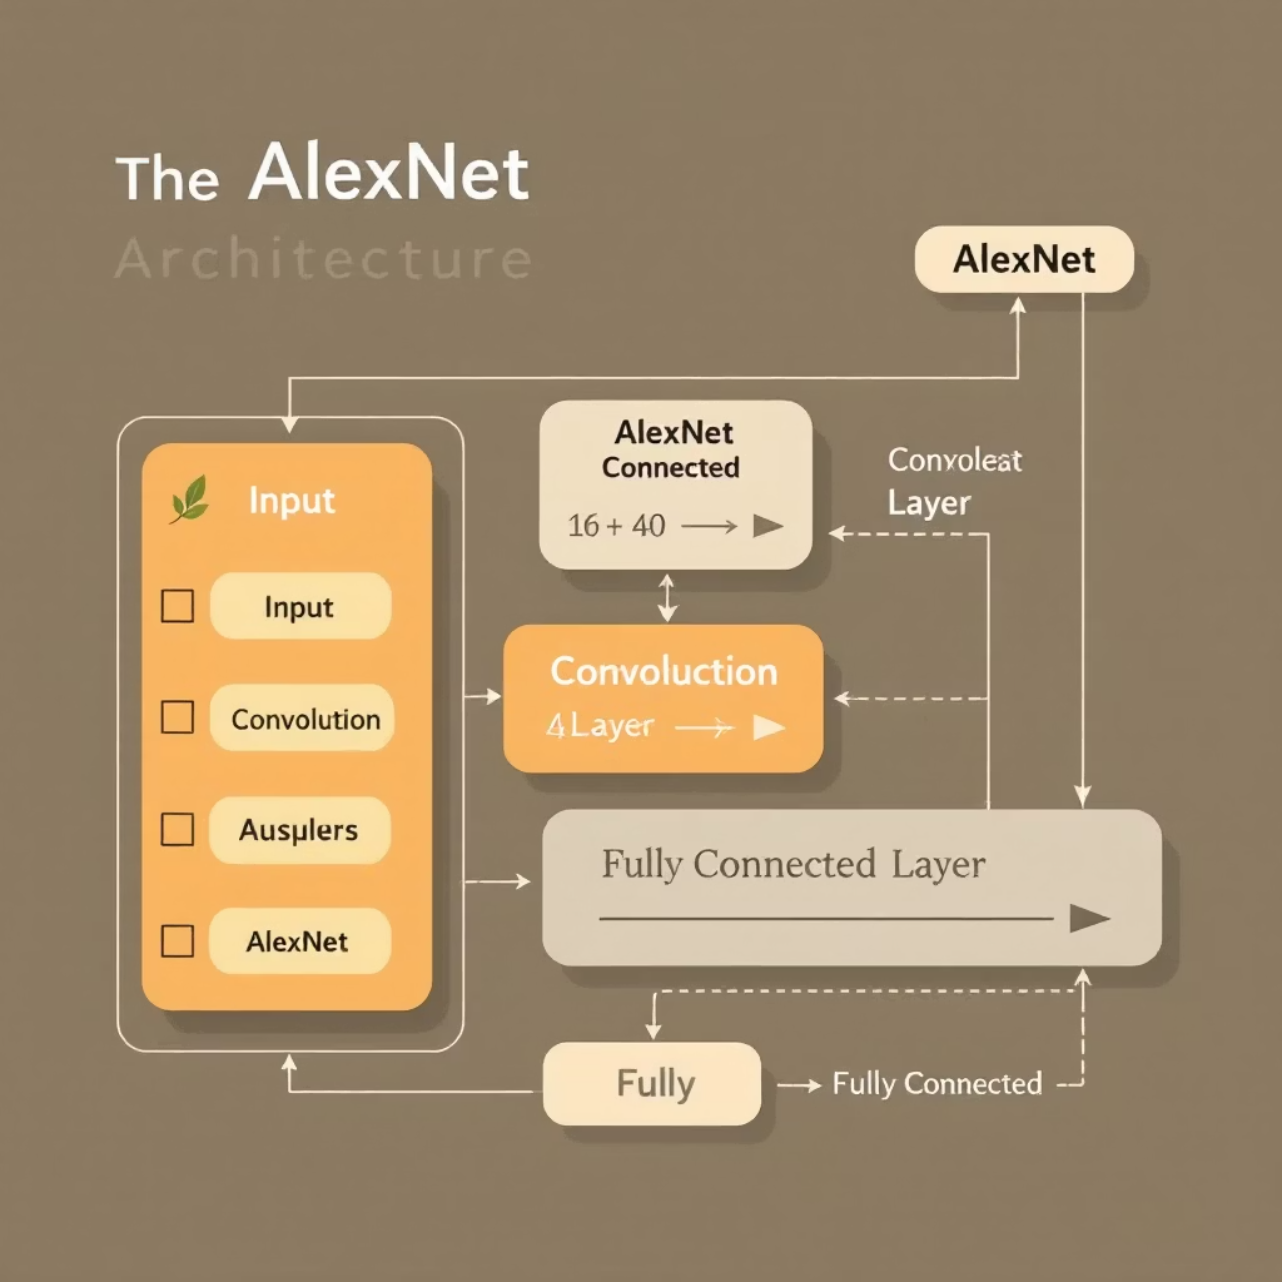 The AlexNet
Architecture
AlexNet
Input
Input
Convolution
Ausµlers
AlexNet
AlexNet
Connected
16 + 40
Convoleat
Layer
Convoluction
4 Layer
Fully Connected Layer
Fully
Fully Connected